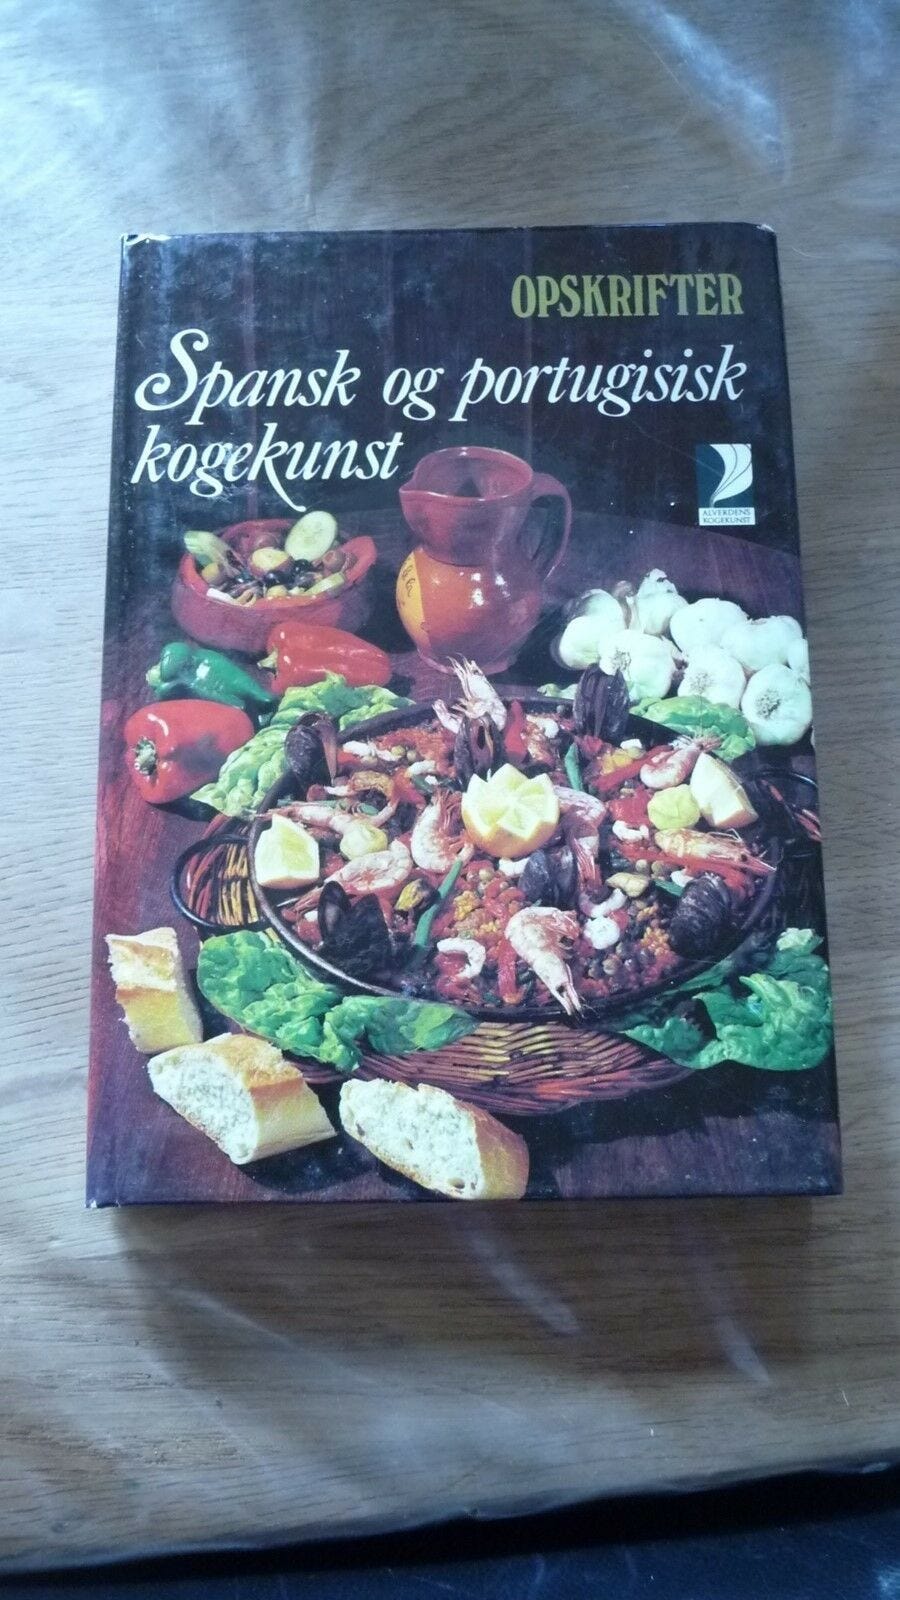 OPSKRIFTER
Spansk og portugisisk
kogekunst
ALVERDENS
KOGEKUNST